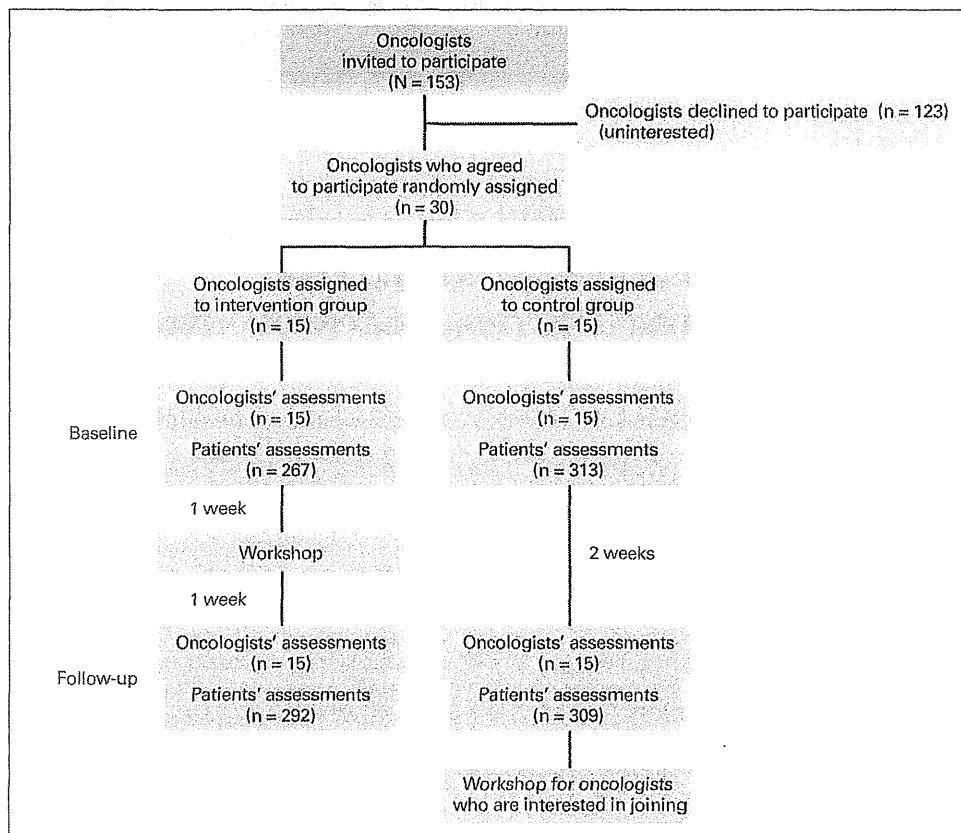 Oncologists
invited to participate
(N = 153)
Oncologists declined to participate (n = 123)
(uninterested)
Oncologists who agreed
to participate randomly assigned
(n = 30)
Oncologists assigned
to intervention group
(n = 15)
Oncologists assigned
to control group
(n = 15)
Baseline
Oncologists' assessments
(n = 15)
Patients' assessments
(n = 267)
Oncologists' assessments
(n = 15)
Patients' assessments
(n = 313)
1 week
Workshop
1 week
2 weeks
Follow-up
Oncologists' assessments
(n = 15)
Patients' assessments
(n = 292)
Oncologists' assessments
(n = 15)
Patients' assessments
(n = 309)
Workshop for oncologists
who are interested in joining